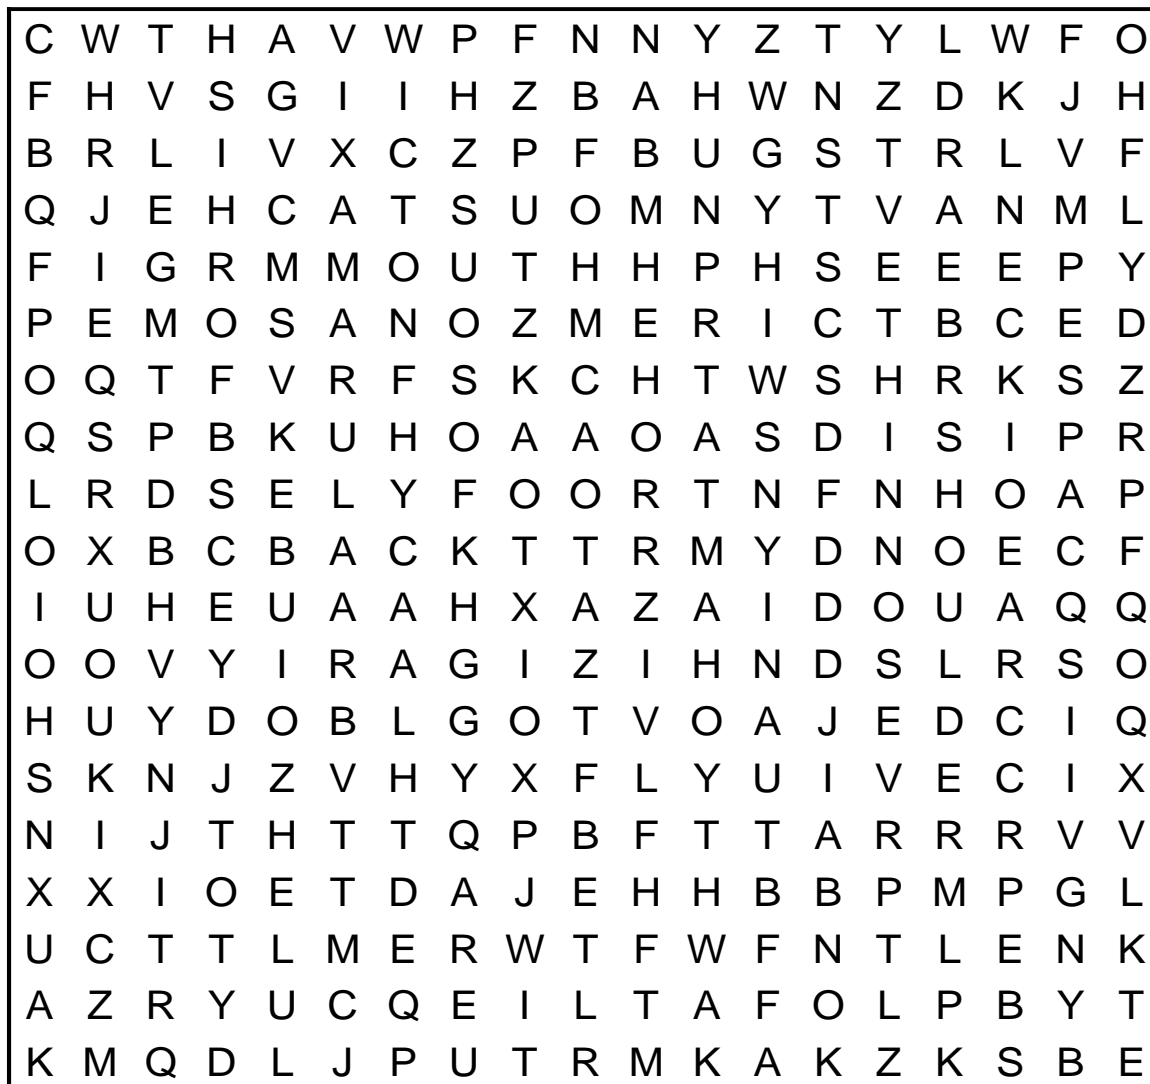 C W T H A V W P F N N Y Z T Y L W F O
F H V S G I I H Z B A H W N Z D K J H
B R L I V X C Z P F B U G S T R L V F
Q J E H C A T S U O M N Y T V A N M L
F I G R M M O U T H H P H S E E E P Y
P E M O S A N O Z M E R I C T B C E D
O Q T F V R F S K C H T W S H R K S Z
Q S P B K U H O A A O A S D I S I P R
L R D S E L Y F O O R T N F N H O A P
O X B C B A C K T T R M Y D N O E C F
I U H E U A A H X A Z A I D O U A Q Q
O O V Y I R A G I Z I H N D S L R S O
H U Y D O B L G O T V O A J E D C I Q
S K N J Z V H Y X F L Y U I V E C I X
N I J T H T T Q P B F T T A R R R V V
X X I O E T D A J E H H B B P M P G L
U C T T L M E R W T F W F N T L E N K
A Z R Y U C Q E I L T A F O L P B Y T
K M Q D L J P U T R M K A K Z K S B E